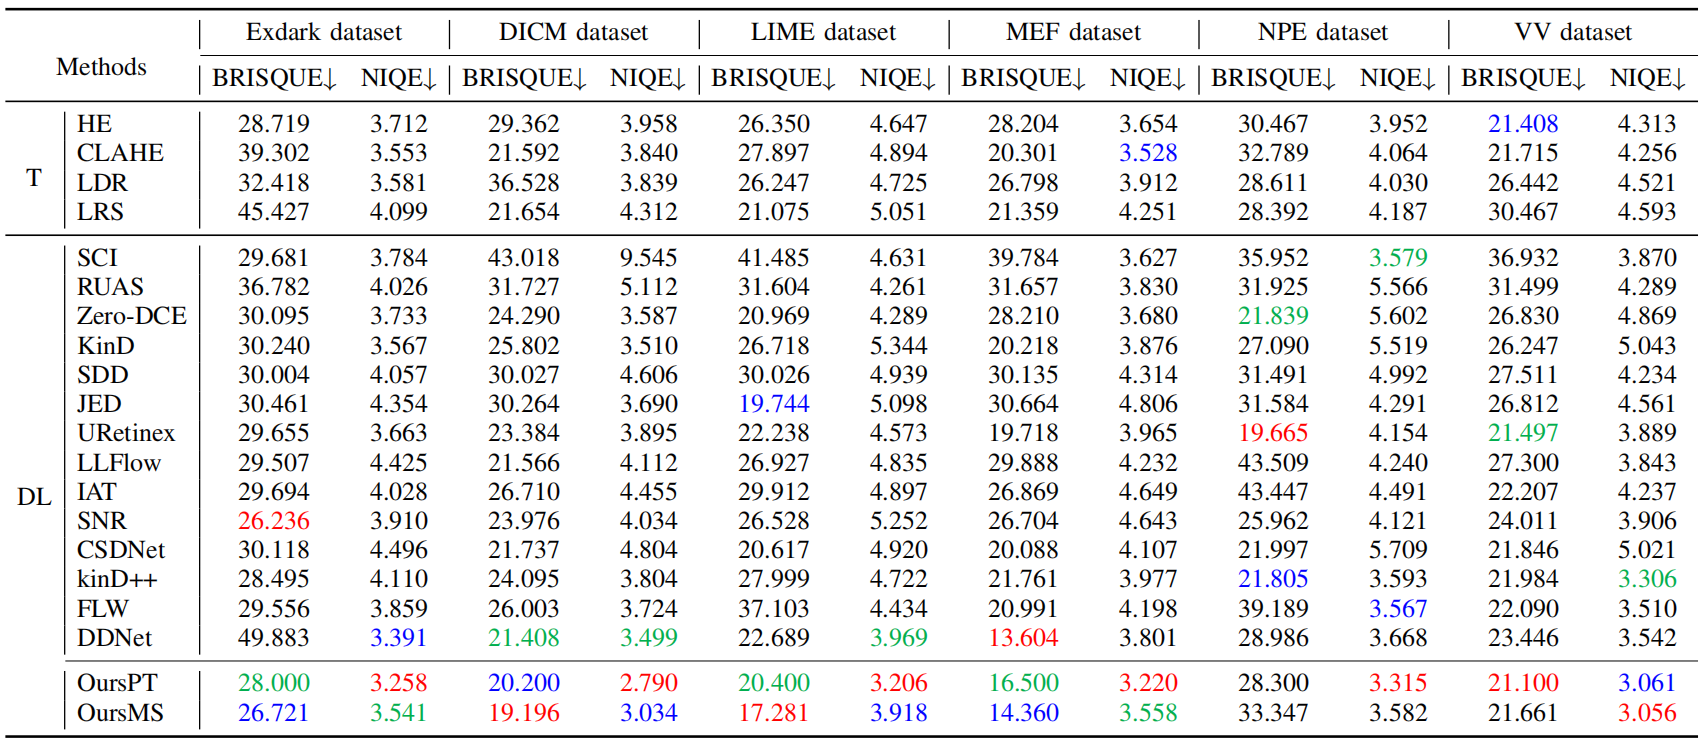 Methods Exdark dataset DICM dataset LIME dataset MEF dataset NPE dataset VV dataset
BRISQUE↓ NIQE↓ BRISQUE↓ NIQE↓ BRISQUE↓ NIQE↓ BRISQUE↓ NIQE↓ BRISQUE↓ NIQE↓ BRISQUE↓ NIQE↓
T
HE 28.719 3.712 29.362 3.958 26.350 4.647 28.204 3.654 30.467 3.952 21.408 4.313
CLAHE 39.302 3.553 21.592 3.840 27.897 4.894 20.301 3.528 32.789 4.064 21.715 4.256
LDR 32.418 3.581 36.528 3.839 26.247 4.725 26.798 3.912 28.611 4.030 26.442 4.521
LRS 45.427 4.099 21.654 4.312 21.075 5.051 21.359 4.251 28.392 4.187 30.467 4.593
DL
SCI 29.681 3.784 43.018 9.545 41.485 4.631 39.784 3.627 35.952 3.579 36.932 3.870
RUAS 36.782 4.026 31.727 5.112 31.604 4.261 31.657 3.830 31.925 5.566 31.499 4.289
Zero-DCE 30.095 3.733 24.290 3.587 20.969 4.289 28.210 3.680 21.839 5.602 26.830 4.869
KinD 30.240 3.567 25.802 3.510 26.718 5.344 20.218 3.876 27.090 5.519 26.247 5.043
SDD 30.004 4.057 30.027 4.606 30.026 4.939 30.135 4.314 31.491 4.992 27.511 4.234
JED 30.461 4.354 30.264 3.690 19.744 5.098 30.664 4.806 31.584 4.291 26.812 4.561
URetinex 29.655 3.663 23.384 3.895 22.238 4.573 19.718 3.965 19.665 4.154 21.497 3.889
LLFlow 29.507 4.425 21.566 4.112 26.927 4.835 29.888 4.232 43.509 4.240 27.300 3.843
IAT 29.694 4.028 26.710 4.455 29.912 4.897 26.869 4.649 43.447 4.491 22.207 4.237
SNR 26.236 3.910 23.976 4.034 26.528 5.252 26.704 4.643 25.962 4.121 24.011 3.906
CSDNet 30.118 4.496 21.737 4.804 20.617 4.920 20.088 4.107 21.997 5.709 21.846 5.021
kinD++ 28.495 4.110 24.095 3.804 27.999 4.722 21.761 3.977 21.805 3.593 21.984 3.306
FLW 29.556 3.859 26.003 3.724 37.103 4.434 20.991 4.198 39.189 3.567 22.090 3.510
DDNet 49.883 3.391 21.408 3.499 22.689 3.969 13.604 3.801 28.986 3.668 23.446 3.542
OursPT 28.000 3.258 20.200 2.790 20.400 3.206 16.500 3.220 28.300 3.315 21.100 3.061
OursMS 26.721 3.541 19.196 3.034 17.281 3.918 14.360 3.558 33.347 3.582 21.661 3.056